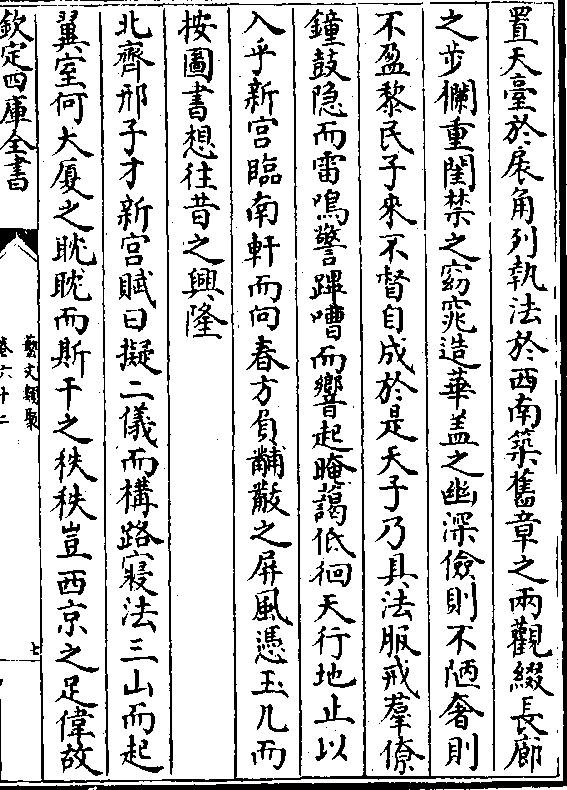 置天臺於扆角列執法於西南築舊章之兩觀綴長廊
之步欄重閨禁之窈窕造華盖之幽深儉則不陋奢則
不盈黎民子來不督自成於是天子乃具法服戒羣僚
鐘鼓隐而雷鳴警蹕嘈而響起晻藹低徊天行地止以
入乎新宫臨南軒而向春方負黼黻之屏風憑玉几而
按圖書想往昔之興隆
北齊邢子才新宫賦曰擬二儀而構路寢法三山而起
翼室何大厦之耽耽而斯干之秩秩豈西京之足偉故
欽定四庫全書
藝文類聚
卷六十二
七